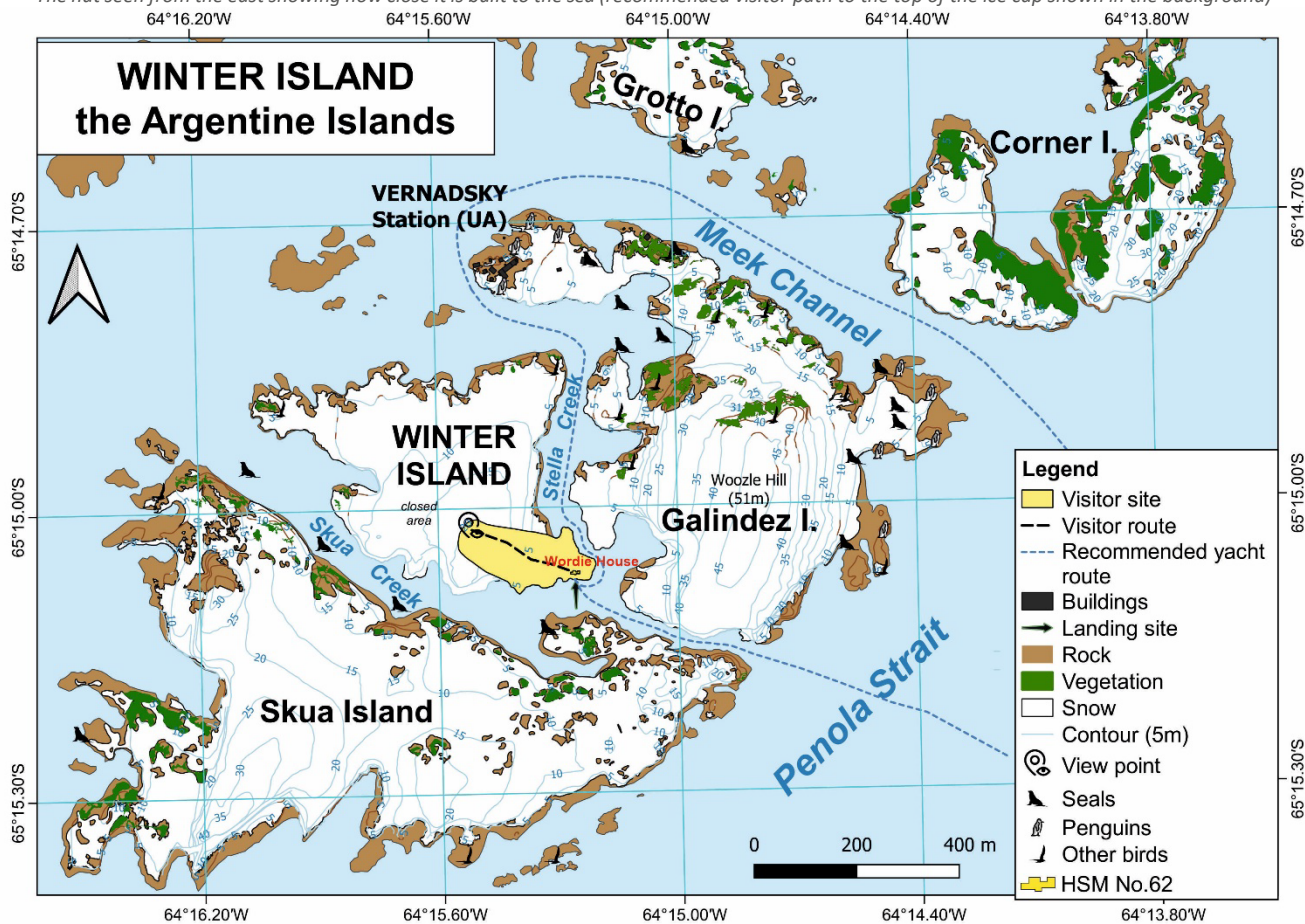 The hut seen from the east showing how close it is built to the sea (recommended visitor path to the top of the ice cap shown in the background)
64°16.20'W 64°15.60'W 64°15.00'W 64°14.40'W 64°13.80'W
WINTER ISLAND
the Argentine Islands
Grotto I.
Corner I.
VERNADSKY
Station (UA)
65°14.70'S
65°14.70'S
Meek Channel
Stella Creek
WINTER
ISLAND
closed
area
Woozle Hill
(51m)
Galindez I.
65°15.00'S
65°15.00'S
Skua Creek
Wordie House
Skua Island
Penola Strait
65°15.30'S
65°15.30'S
Legend
Visitor site
Visitor route
Recommended yacht
route
Buildings
Landing site
Rock
Vegetation
Snow
Contour (5m)
View point
Seals
Penguins
Other birds
HSM No.62
0 200 400 m
64°16.20'W 64°15.60'W 64°15.00'W 64°14.40'W 64°13.80'W